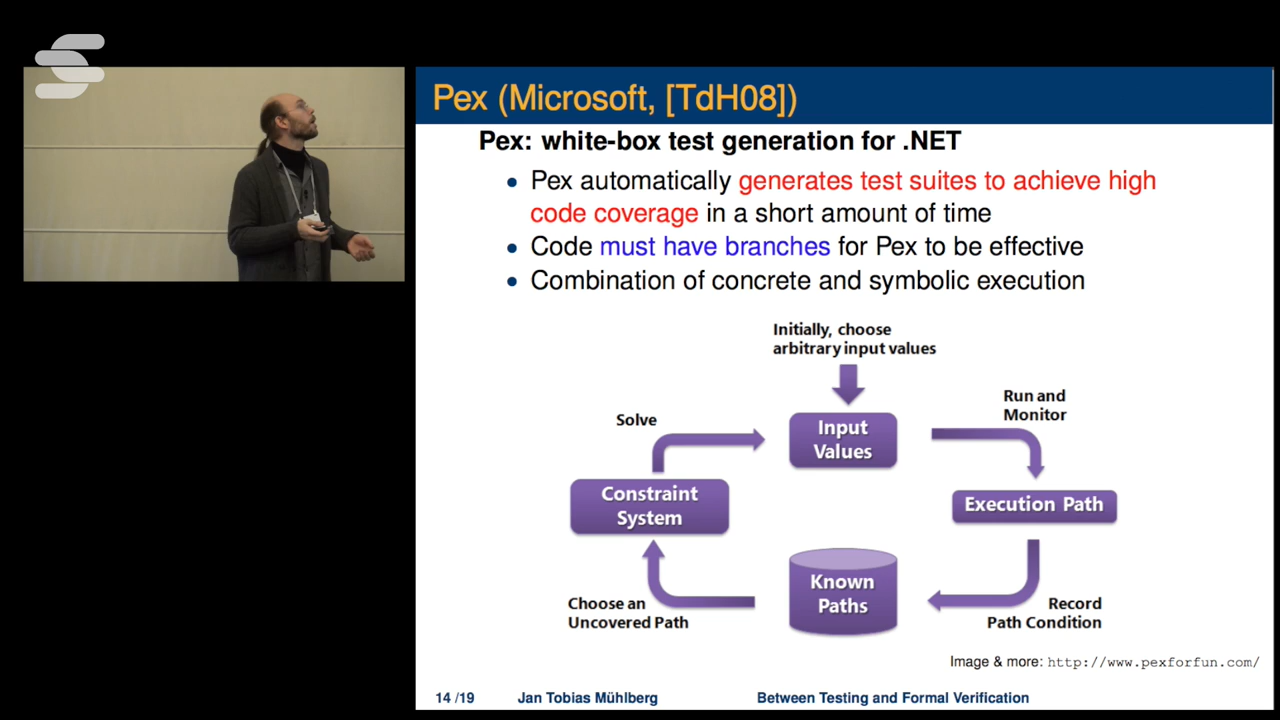 Pex (Microsoft, [TdH08])
Pex: white-box test generation for .NET
• Pex automatically generates test suites to achieve high
code coverage in a short amount of time
• Code must have branches for Pex to be effective
• Combination of concrete and symbolic execution
Initially, choose
arbitrary input values
Input
Values
Run and
Monitor
Execution Path
Record
Path Condition
Known
Paths
Choose an
Uncovered Path
Constraint
System
Solve
Image & more: http://www.pexforfun.com/
14 /19 Jan Tobias Mühlberg Between Testing and Formal Verification